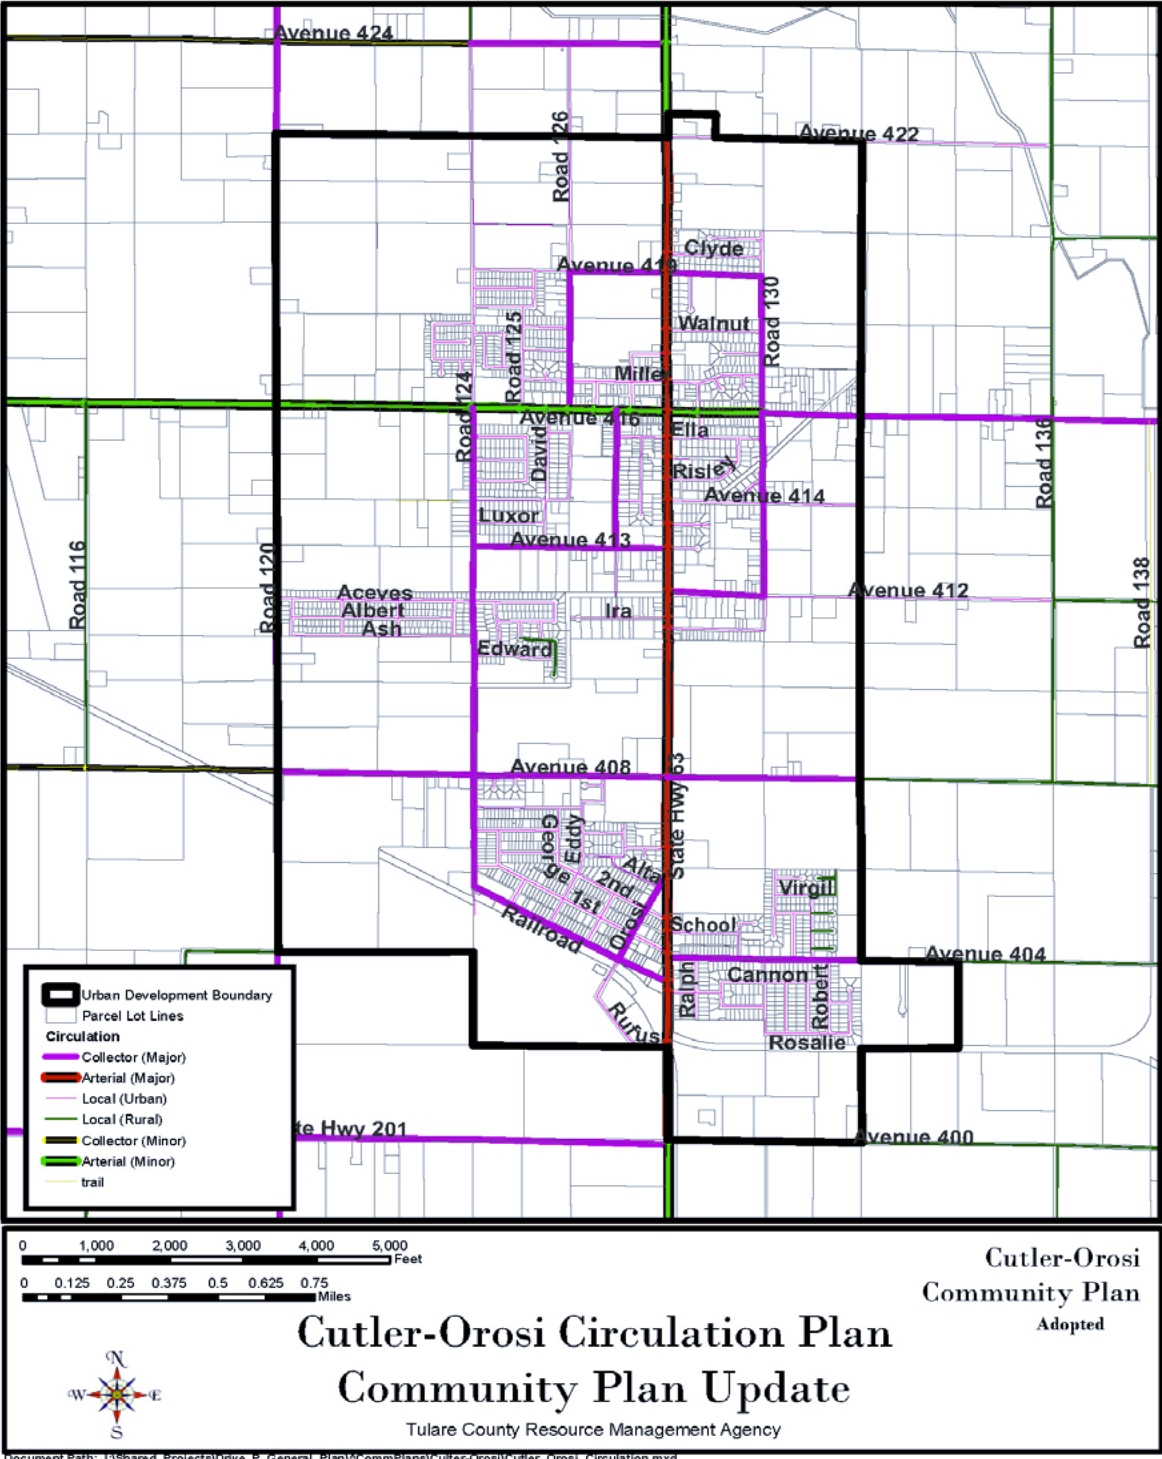 Avenue 424
Road 126
Avenue 422
Clyde
Avenue 419
Road 130
Walnut
Road 125
Mille
Road 124
Avenue 416
Ella
Road 136
David
Risley
Avenue 414
Luxor
Avenue 413
Road 116
Road 120
Road 138
Aceves
Albert
Ash
Ira
Avenue 412
Edward
Avenue 408
State Hwy 63
George
Eddy
Alta
2nd
1st
Orosi
Railroad
Virgil
School
Avenue 404
Ralph
Cannon
Robert
Rufus
Rosalie
te Hwy 201
Avenue 400
Urban Development Boundary
Parcel Lot Lines
Circulation
Collector (Major)
Arterial (Major)
Local (Urban)
Local (Rural)
Collector (Minor)
Arterial (Minor)
trail
0 1,000 2,000 3,000 4,000 5,000
Feet
0 0.125 0.25 0.375 0.5 0.625 0.75
Miles
Cutler-Orosi
Community Plan
Adopted
Cutler-Orosi Circulation Plan
Community Plan Update
Tulare County Resource Management Agency
N
W E
S